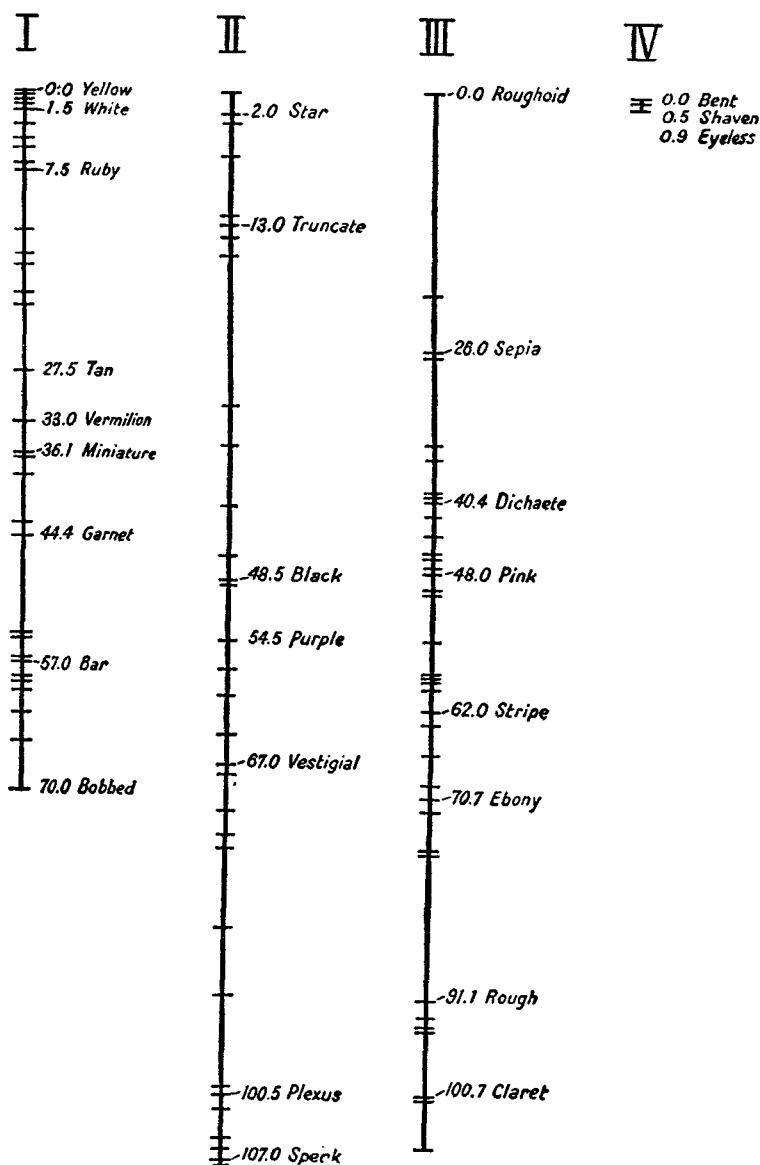 I
0.0 Yellow
1.5 White
7.5 Ruby
27.5 Tan
33.0 Vermilion
36.1 Miniature
44.4 Garnet
57.0 Bar
70.0 Bobbed
II
2.0 Star
13.0 Truncate
48.5 Black
54.5 Purple
67.0 Vestigial
100.5 Plexus
107.0 Speck
III
0.0 Roughoid
26.0 Sepia
40.4 Dichaete
48.0 Pink
62.0 Stripe
70.7 Ebony
91.1 Rough
100.7 Claret
IV
0.0 Bent
0.5 Shaven
0.9 Eyeless